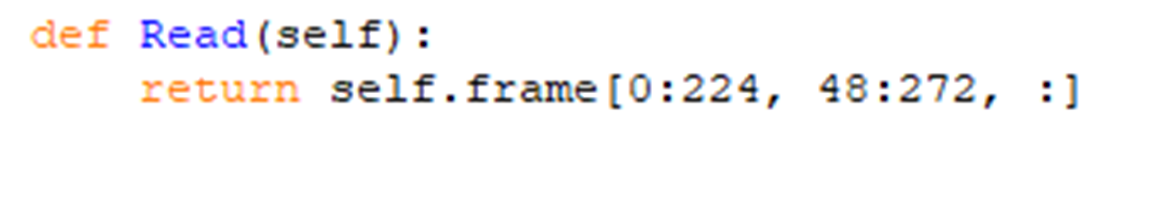 def Read(self):
    return self.frame[0:224, 48:272, :]